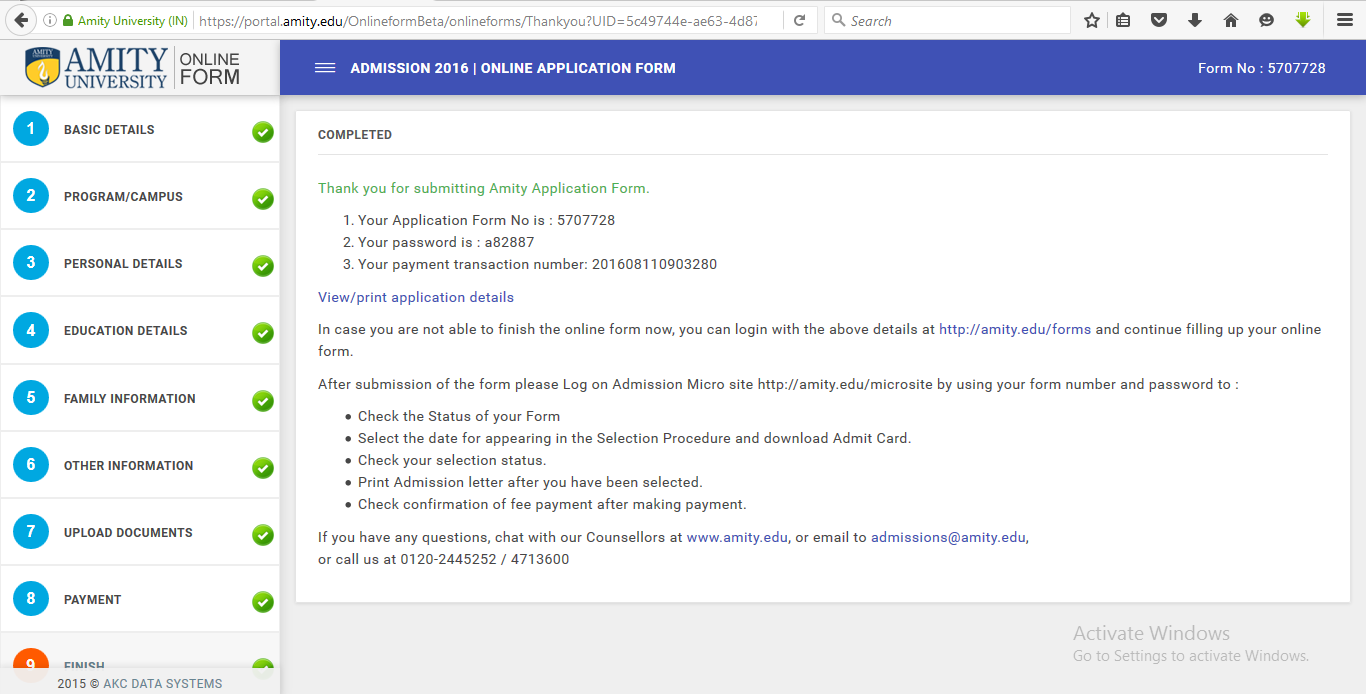 Amity University (IN) https://portal.amity.edu/OnlineformBeta/onlineforms/Thankyou?UID=5c49744e-ae63-4d87 Search
AMITY
AMITY UNIVERSITY ONLINE FORM
ADMISSION 2016 | ONLINE APPLICATION FORM
Form No : 5707728
1 BASIC DETAILS
2 PROGRAM/CAMPUS
3 PERSONAL DETAILS
4 EDUCATION DETAILS
5 FAMILY INFORMATION
6 OTHER INFORMATION
7 UPLOAD DOCUMENTS
8 PAYMENT
9 FINISH
2015 © AKC DATA SYSTEMS
COMPLETED
Thank you for submitting Amity Application Form.
1. Your Application Form No is : 5707728
2. Your password is : a82887
3. Your payment transaction number: 201608110903280
View/print application details
In case you are not able to finish the online form now, you can login with the above details at http://amity.edu/forms and continue filling up your online
form.
After submission of the form please Log on Admission Micro site http://amity.edu/microsite by using your form number and password to :
• Check the Status of your Form
• Select the date for appearing in the Selection Procedure and download Admit Card.
• Check your selection status.
• Print Admission letter after you have been selected.
• Check confirmation of fee payment after making payment.
If you have any questions, chat with our Counsellors at www.amity.edu, or email to admissions@amity.edu,
or call us at 0120-2445252 / 4713600
Activate Windows
Go to Settings to activate Windows.